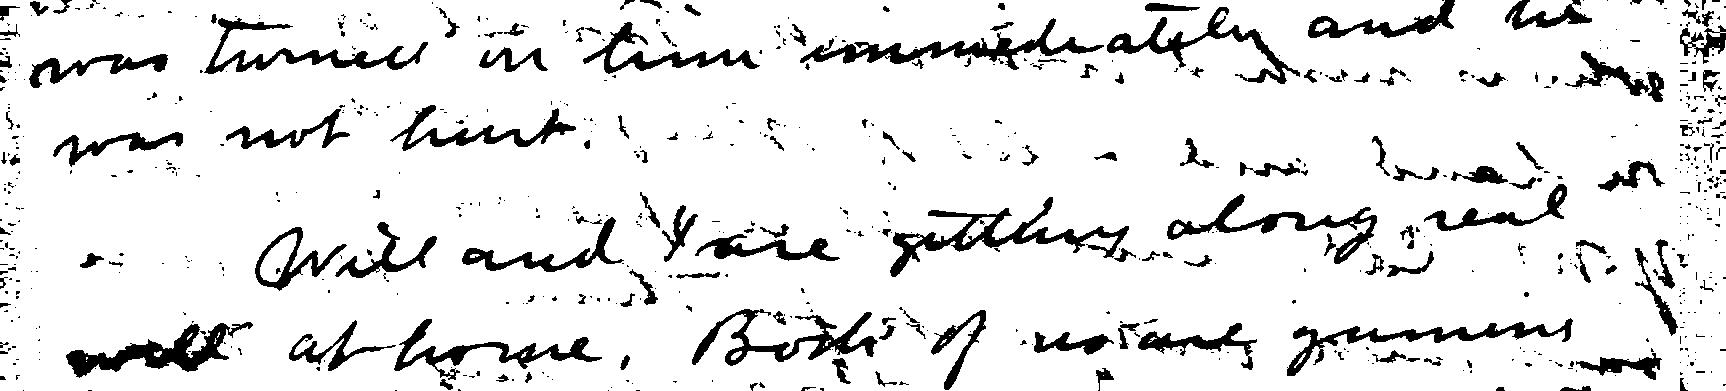 was turned in time immediately and he
was not hurt.
Will and I are getting along real
well at home. Both of us are